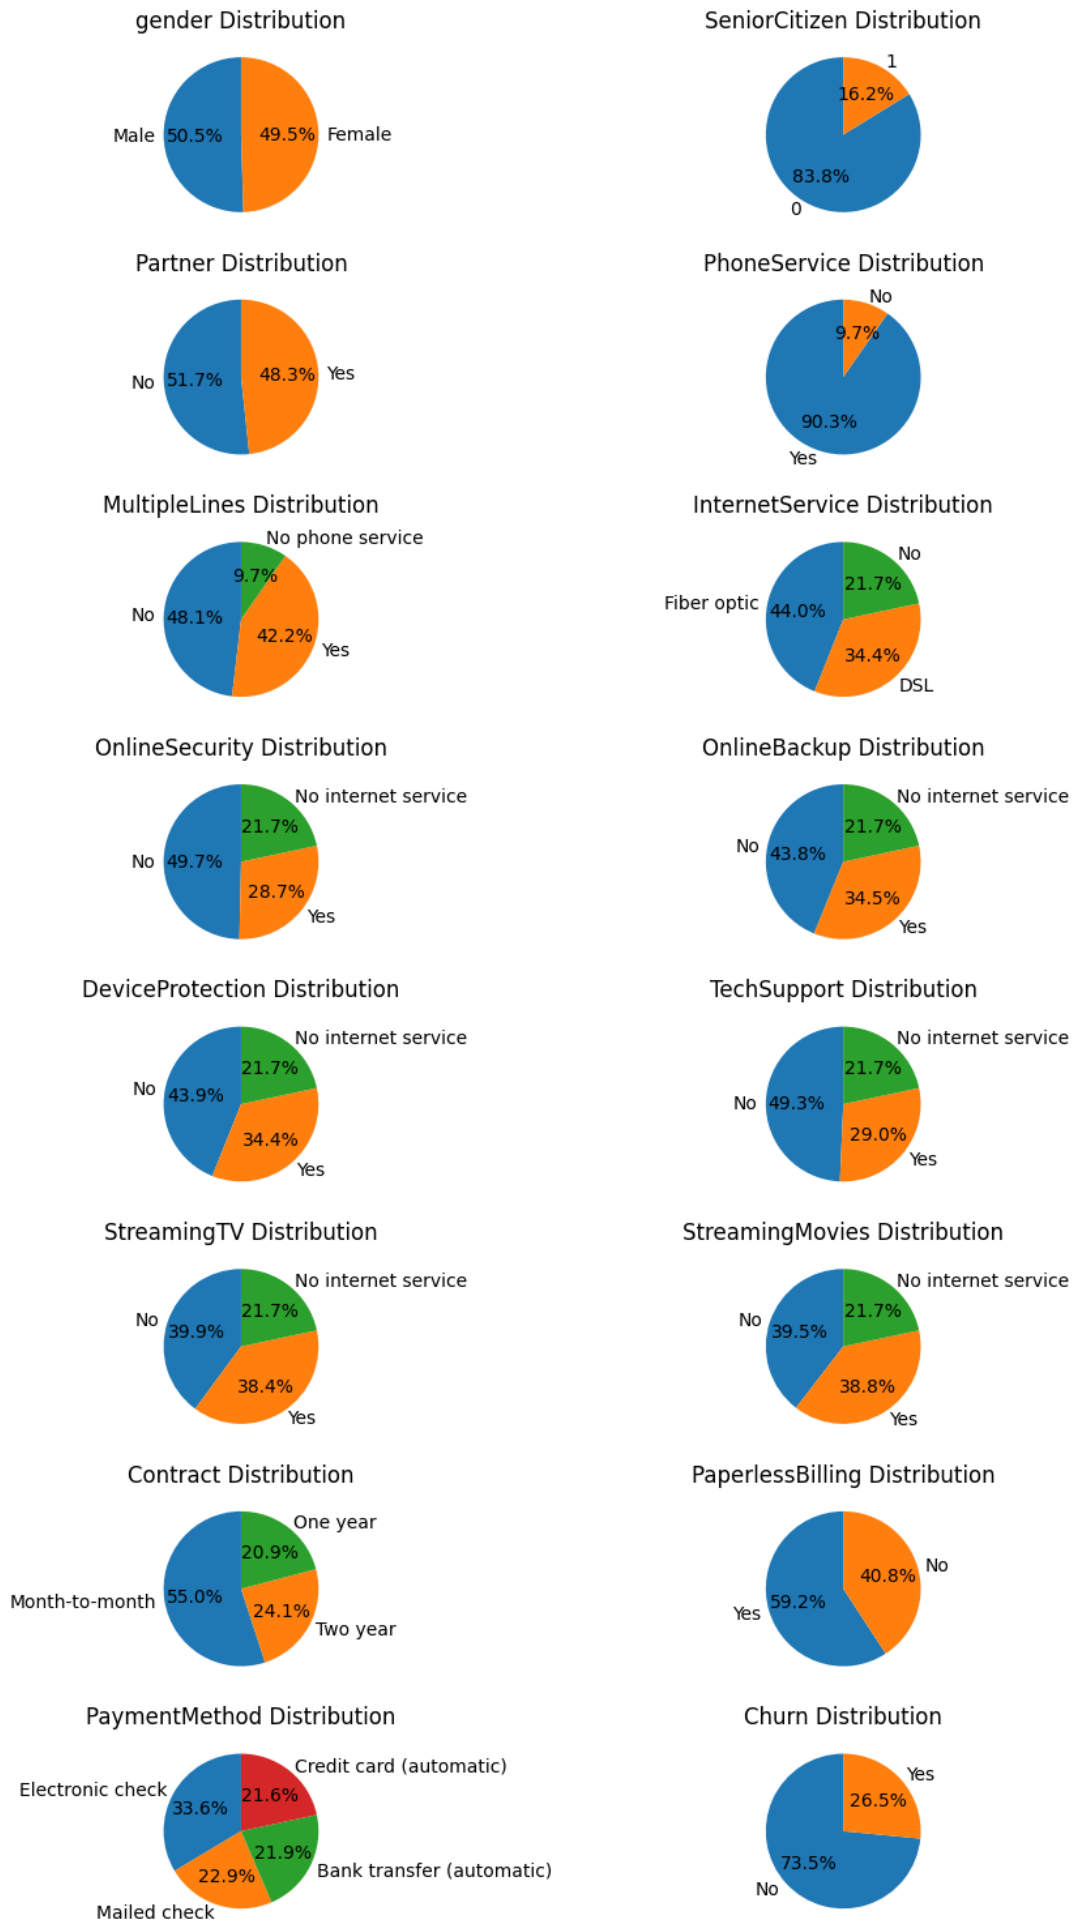 gender Distribution
Male
50.5%
49.5%
Female
SeniorCitizen Distribution
1
16.2%
83.8%
0
Partner Distribution
No
51.7%
48.3%
Yes
PhoneService Distribution
No
9.7%
90.3%
Yes
MultipleLines Distribution
No phone service
9.7%
No
48.1%
42.2%
Yes
InternetService Distribution
No
21.7%
Fiber optic
44.0%
34.4%
DSL
OnlineSecurity Distribution
No internet service
21.7%
No
49.7%
28.7%
Yes
OnlineBackup Distribution
No internet service
21.7%
No
43.8%
34.5%
Yes
DeviceProtection Distribution
No internet service
21.7%
No
43.9%
34.4%
Yes
TechSupport Distribution
No internet service
21.7%
No
49.3%
29.0%
Yes
StreamingTV Distribution
No internet service
21.7%
No
39.9%
38.4%
Yes
StreamingMovies Distribution
No internet service
21.7%
No
39.5%
38.8%
Yes
Contract Distribution
One year
20.9%
Month-to-month
55.0%
24.1%
Two year
PaperlessBilling Distribution
40.8%
No
Yes
59.2%
PaymentMethod Distribution
Credit card (automatic)
21.6%
Electronic check
33.6%
21.9%
Bank transfer (automatic)
22.9%
Mailed check
Churn Distribution
Yes
26.5%
73.5%
No